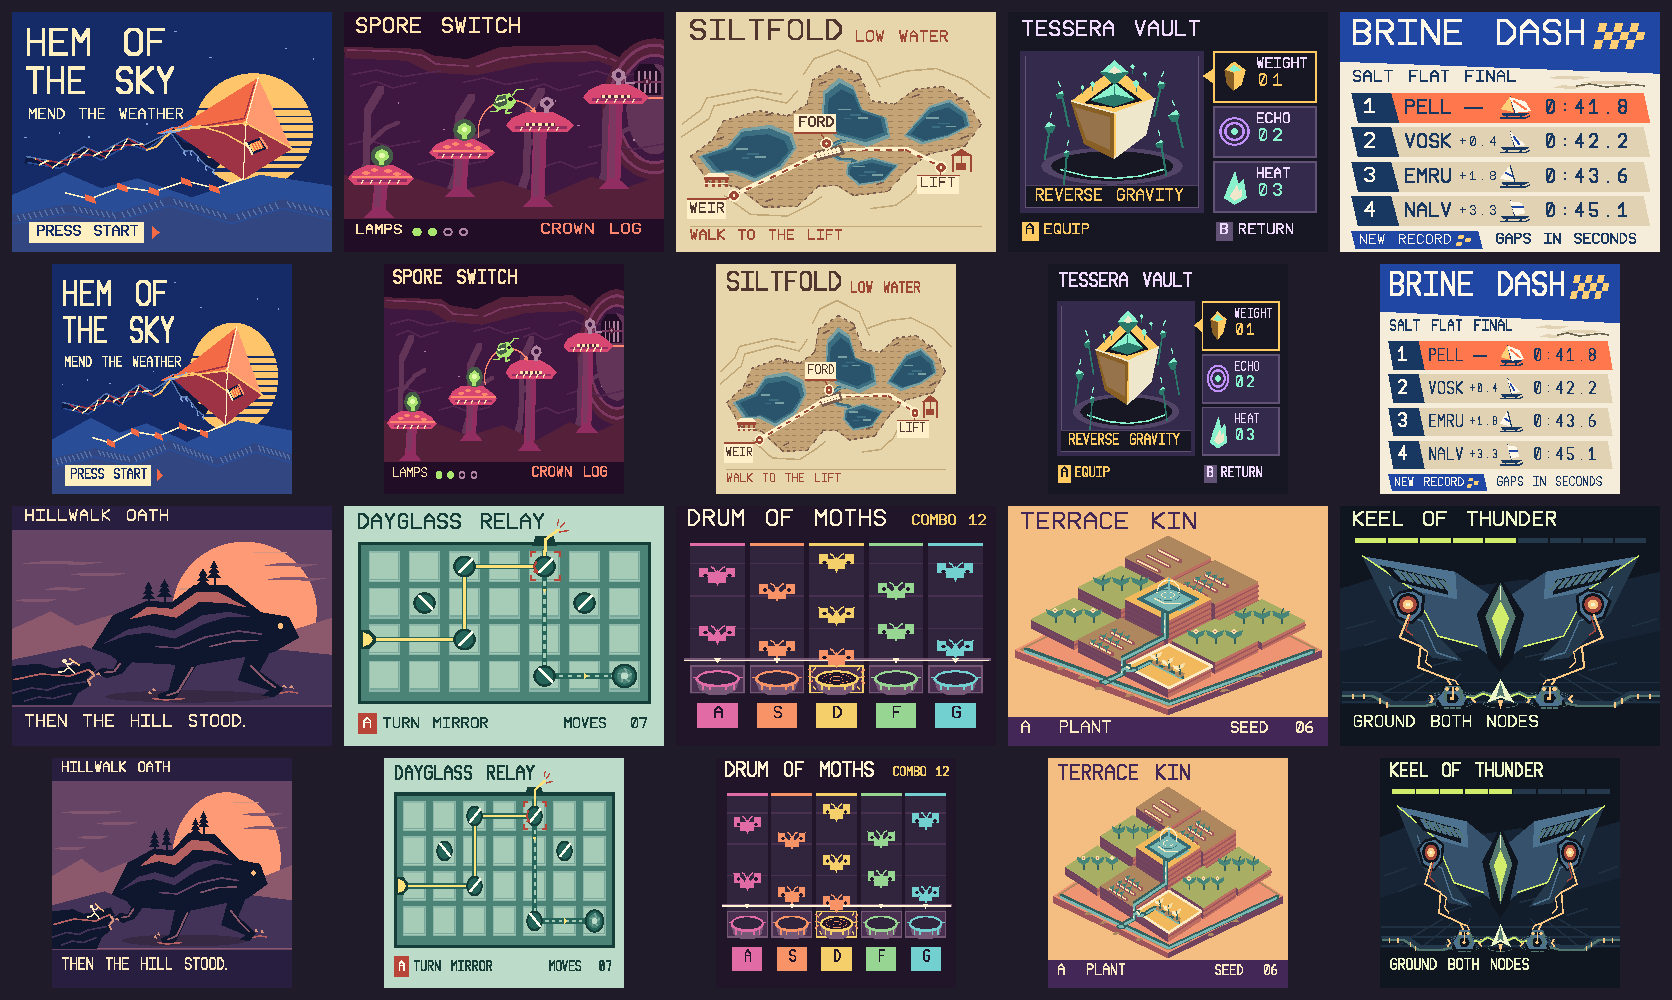 HEM OF
THE SKY
MEND THE WEATHER
PRESS START
SPORE SWITCH
LAMPS
CROWN LOG
SILTFOLD LOW WATER
FORD
LIFT
WEIR
WALK TO THE LIFT
TESSERA VAULT
WEIGHT
01
ECHO
02
HEAT
03
REVERSE GRAVITY
A EQUIP
B RETURN
BRINE DASH
SALT FLAT FINAL
1 PELL — 0:41.8
2 VOSK +0.4 0:42.2
3 EMRU +1.8 0:43.6
4 NALV +3.3 0:45.1
NEW RECORD GAPS IN SECONDS
HEM OF
THE SKY
MEND THE WEATHER
PRESS START
SPORE SWITCH
LAMPS
CROWN LOG
SILTFOLD LOW WATER
FORD
LIFT
WEIR
WALK TO THE LIFT
TESSERA VAULT
WEIGHT
01
ECHO
02
HEAT
03
REVERSE GRAVITY
A EQUIP
B RETURN
BRINE DASH
SALT FLAT FINAL
1 PELL — 0:41.8
2 VOSK +0.4 0:42.2
3 EMRU +1.8 0:43.6
4 NALV +3.3 0:45.1
NEW RECORD GAPS IN SECONDS
HILLWALK OATH
THEN THE HILL STOOD.
DAYGLASS RELAY
A TURN MIRROR
MOVES 07
DRUM OF MOTHS COMBO 12
A S D F G
TERRACE KIN
A PLANT
SEED 06
KEEL OF THUNDER
GROUND BOTH NODES
HILLWALK OATH
THEN THE HILL STOOD.
DAYGLASS RELAY
A TURN MIRROR
MOVES 07
DRUM OF MOTHS COMBO 12
A S D F G
TERRACE KIN
A PLANT
SEED 06
KEEL OF THUNDER
GROUND BOTH NODES